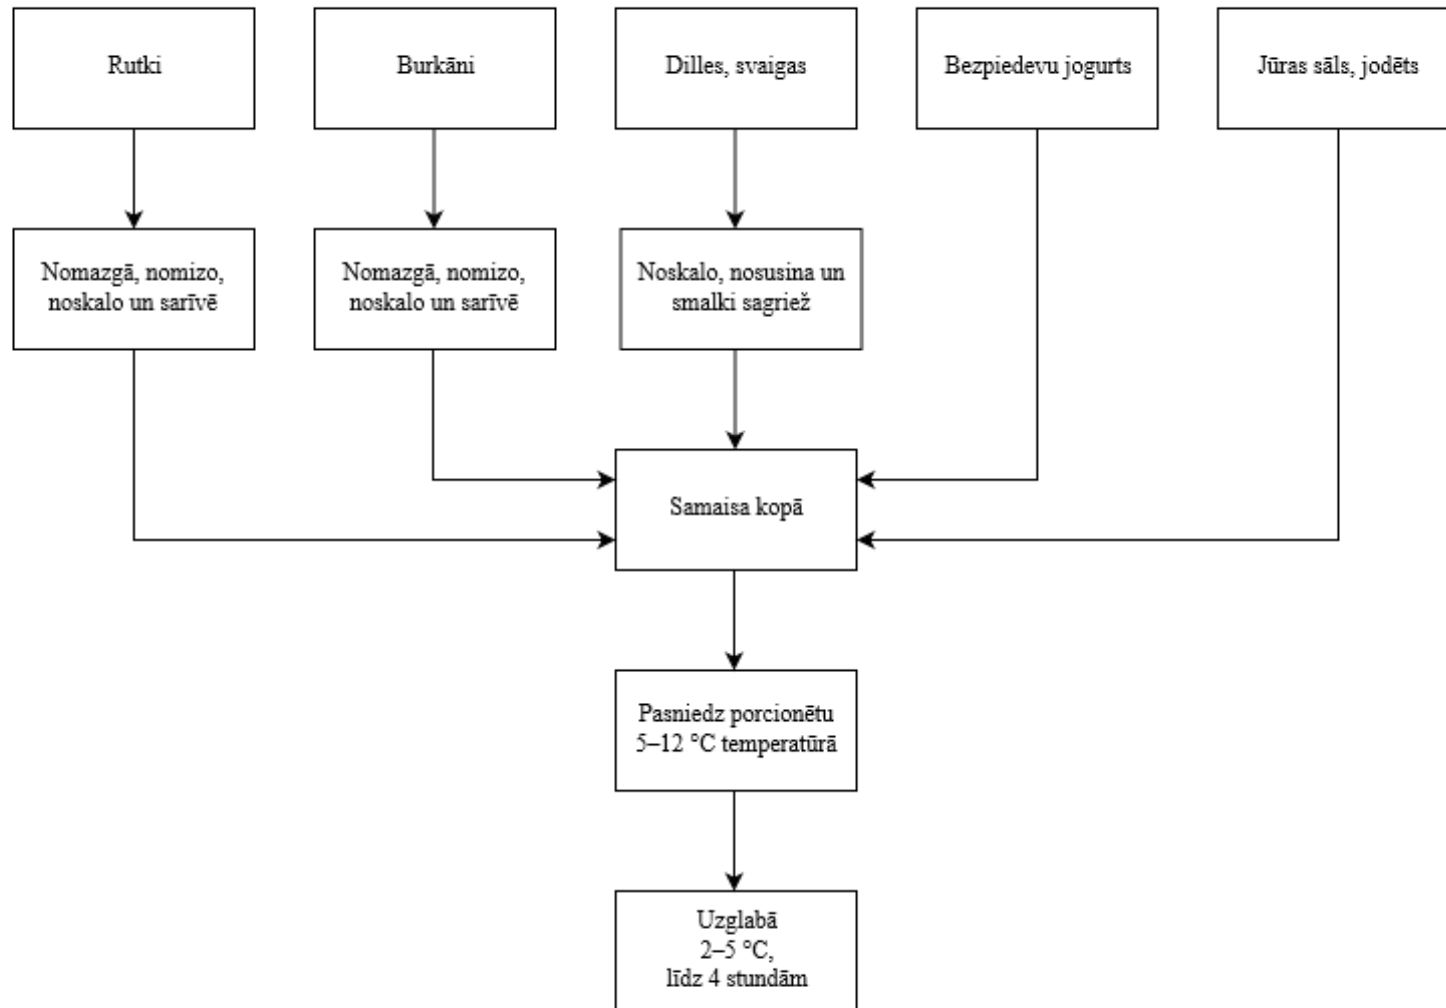 Rutki
Burkāni
Dilles, svaigas
Bezpiedevu jogurts
Jūras sāls, jodēts
Nomazgā, nomizo,
noskalo un sarīvē
Nomazgā, nomizo,
noskalo un sarīvē
Noskalo, nosusina un
smalki sagriež
Samaisa kopā
Pasniedz porcionētu
5–12 °C temperatūrā
Uzglabā
2–5 °C,
līdz 4 stundām